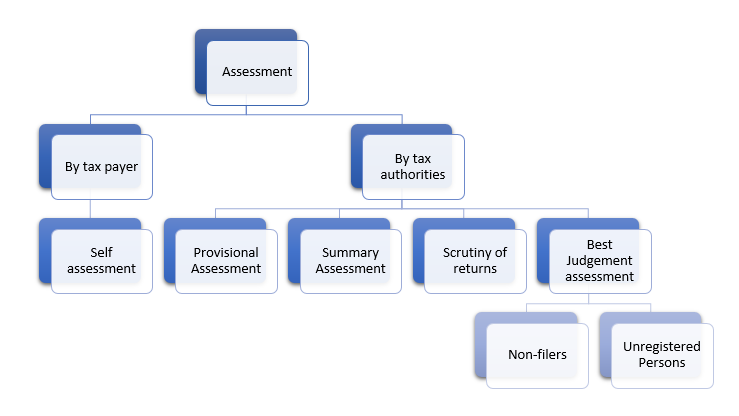 Assessment
By tax payer
By tax
authorities
Self
assessment
Provisional
Assessment
Summary
Assessment
Scrutiny of
returns
Best
Judgement
assessment
Non-filers
Unregistered
Persons